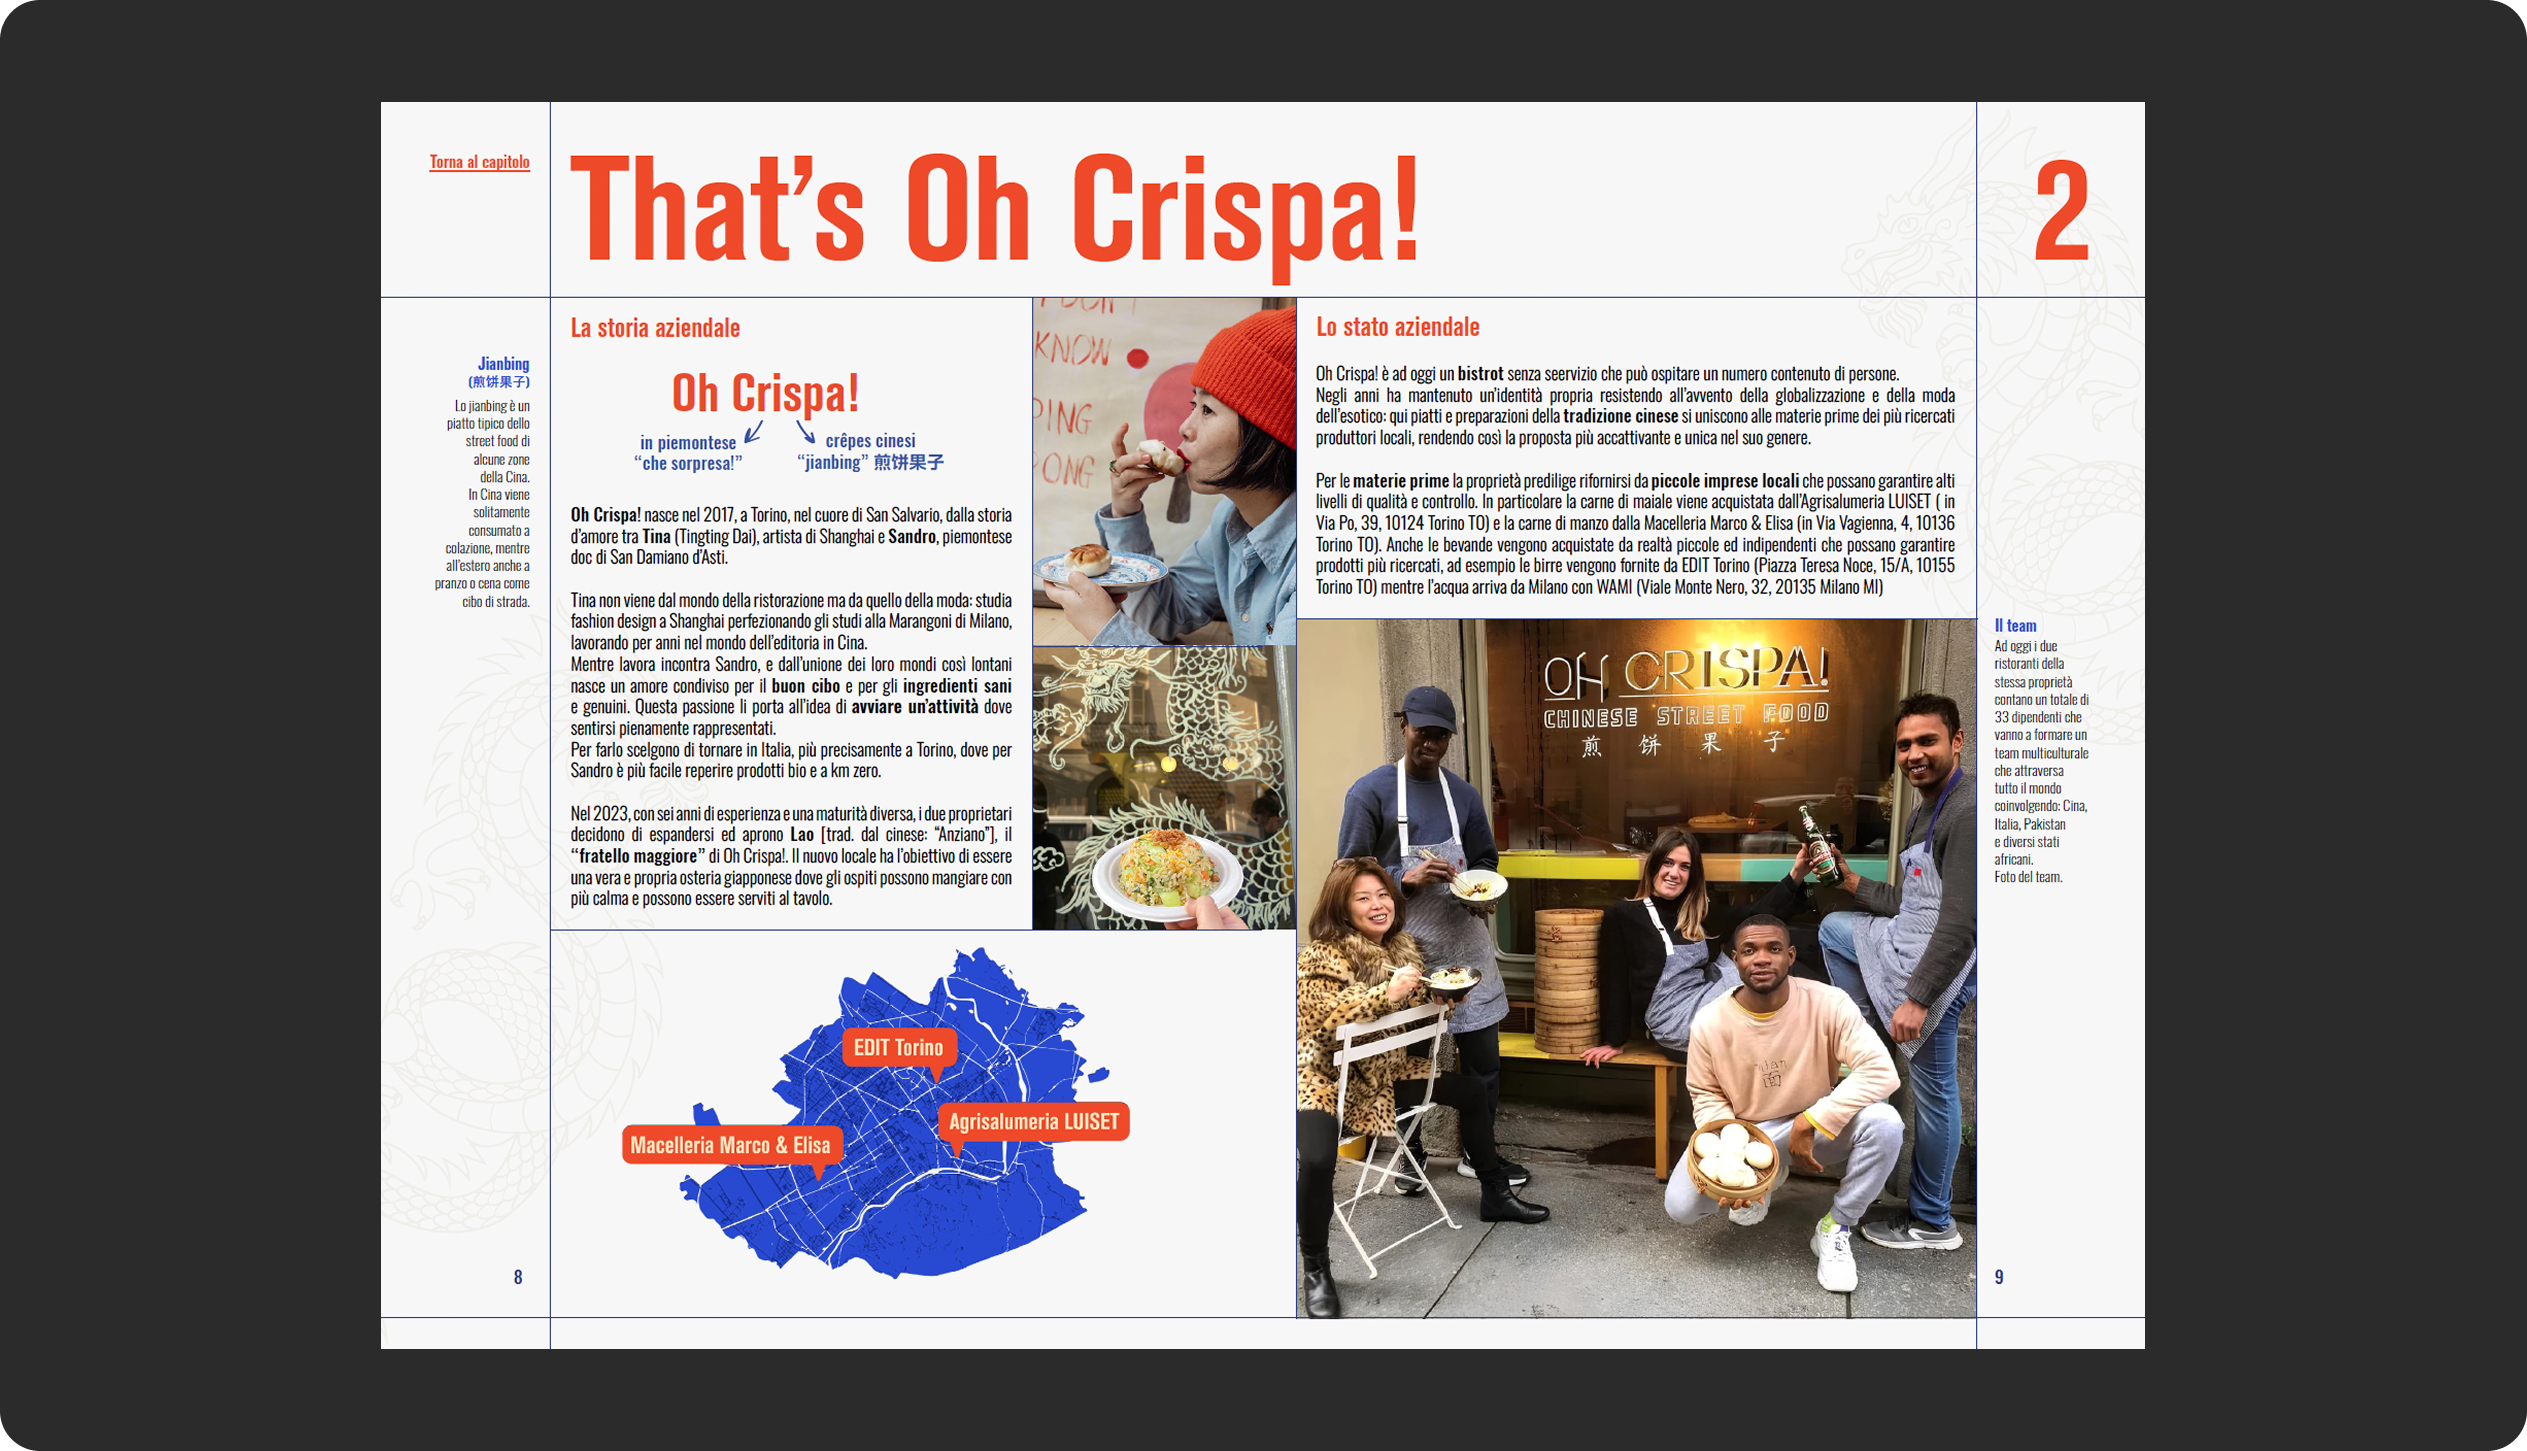 Torna al capitolo
That's Oh Crispa!
2
Jianbing
(煎饼果子)
Lo jianbing è un
piatto tipico dello
street food di
alcune zone
della Cina.
In Cina viene
solitamente
consumato a
colazione, mentre
all'estero anche a
pranzo o cena come
cibo di strada.
8
La storia aziendale
Oh Crispa!
in piemontese
“che sorpresa!”
crêpes cinesi
“jianbing” 煎饼果子
Oh Crispa! nasce nel 2017, a Torino, nel cuore di San Salvario, dalla storia
d'amore tra Tina (Tingting Dai), artista di Shanghai e Sandro, piemontese
doc di San Damiano d'Asti.
Tina non viene dal mondo della ristorazione ma da quello della moda: studia
fashion design a Shanghai perfezionando gli studi alla Marangoni di Milano,
lavorando per anni nel mondo dell'editoria in Cina.
Mentre lavora incontra Sandro, e dall'unione dei loro mondi così lontani
nasce un amore condiviso per il buon cibo e per gli ingredienti sani
e genuini. Questa passione li porta all'idea di avviare un'attività dove
sentirsi pienamente rappresentati.
Per farlo scelgono di tornare in Italia, più precisamente a Torino, dove per
Sandro è più facile reperire prodotti bio e a km zero.
Nel 2023, con sei anni di esperienza e una maturità diversa, i due proprietari
decidono di espandersi ed aprono Lao [trad. dal cinese: “Anziano”], il
“fratello maggiore” di Oh Crispa!. Il nuovo locale ha l'obiettivo di essere
una vera e propria osteria giapponese dove gli ospiti possono mangiare con
più calma e possono essere serviti al tavolo.
KNOW
PING
ONG
EDIT Torino
Agrisalumeria LUISET
Macelleria Marco & Elisa
Lo stato aziendale
Oh Crispa! è ad oggi un bistrot senza seervizio che può ospitare un numero contenuto di persone.
Negli anni ha mantenuto un'identità propria resistendo all'avvento della globalizzazione e della moda
dell'esotico: qui piatti e preparazioni della tradizione cinese si uniscono alle materie prime dei più ricercati
produttori locali, rendendo così la proposta più accattivante e unica nel suo genere.
Per le materie prime la proprietà predilige rifornirsi da piccole imprese locali che possano garantire alti
livelli di qualità e controllo. In particolare la carne di maiale viene acquistata dall'Agrisalumeria LUISET ( in
Via Po, 39, 10124 Torino TO) e la carne di manzo dalla Macelleria Marco & Elisa (in Via Vagienna, 4, 10136
Torino TO). Anche le bevande vengono acquistate da realtà piccole ed indipendenti che possano garantire
prodotti più ricercati, ad esempio le birre vengono fornite da EDIT Torino (Piazza Teresa Noce, 15/A, 10155
Torino TO) mentre l'acqua arriva da Milano con WAMI (Viale Monte Nero, 32, 20135 Milano MI)
OH CRISPA!
CHINESE STREET FOOD
煎 饼 果 子
Il team
Ad oggi i due
ristoranti della
stessa proprietà
contano un totale di
33 dipendenti che
vanno a formare un
team multiculturale
che attraversa
tutto il mondo
coinvolgendo: Cina,
Italia, Pakistan
e diversi stati
africani.
Foto del team.
9